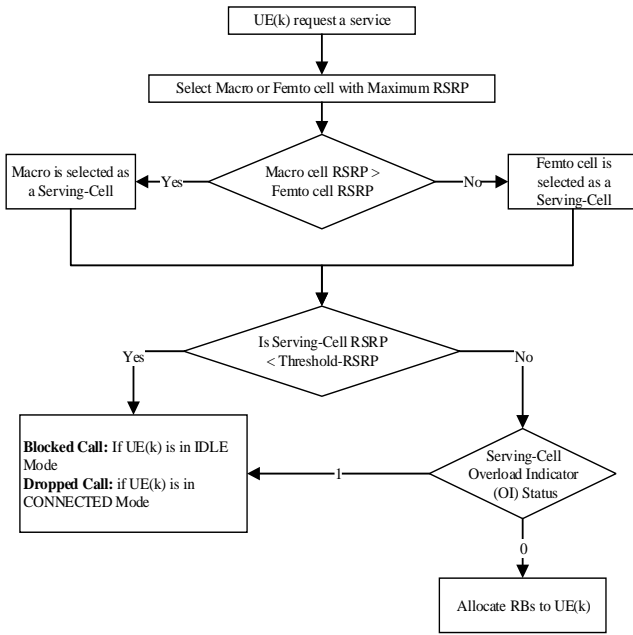 UE(k) request a service
Select Macro or Femto cell with Maximum RSRP
Macro cell RSRP >
Femto cell RSRP
Yes
No
Macro is selected as
a Serving-Cell
Femto cell is
selected as a
Serving-Cell
Is Serving-Cell RSRP
< Threshold-RSRP
Yes
No
Blocked Call: If UE(k) is in IDLE
Mode
Dropped Call: if UE(k) is in
CONNECTED Mode
Serving-Cell
Overload Indicator
(OI) Status
1
0
Allocate RBs to UE(k)